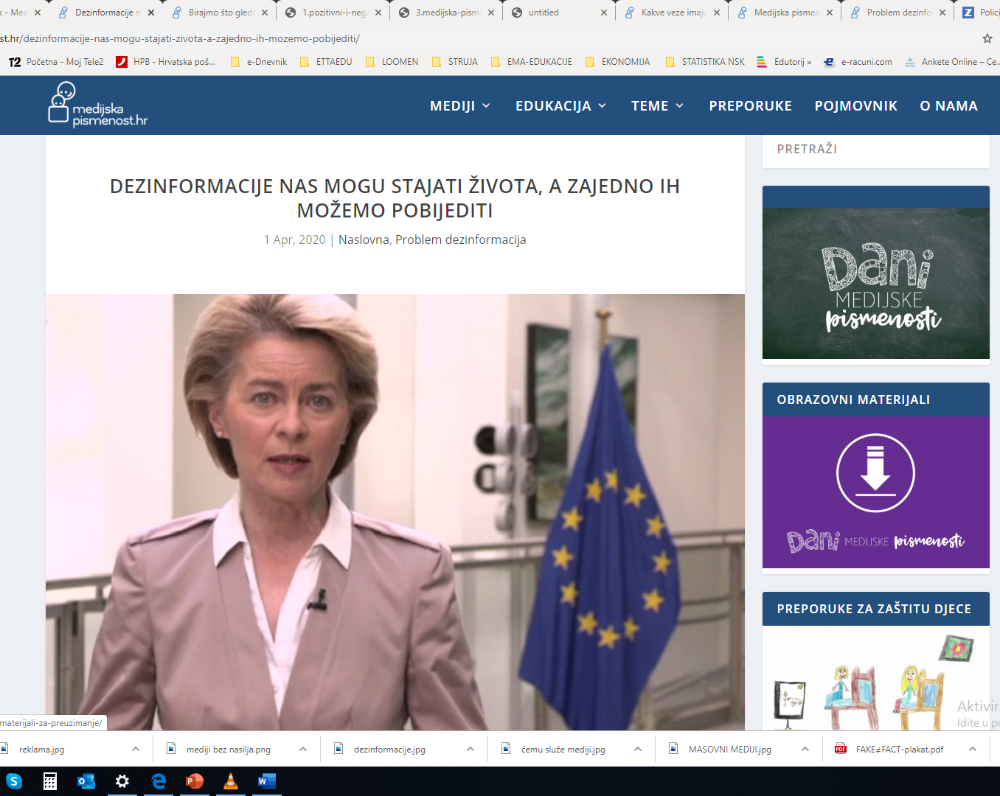 k - Med
Dezinformacije n
Birajmo što gleda
1.pozitivni-i-neg
3.medijska-pism
untitled
Kakve veze imaju
Medijska pismen
Problem dezinfo
Polici
st.hr/dezinformacije-nas-mogu-stajati-zivota-a-zajedno-ih-mozemo-pobijediti/
T2 Početna - Moj Tele2
HPB - Hrvatska poš...
e-Dnevnik
ETTAEDU
LOOMEN
STRUJA
EMA-EDUKACIJE
EKONOMIJA
STATISTIKA NSK
Edutorij »
e-racuni.com
Ankete Online – Ce...
medijska
pismenost.hr
MEDIJI
EDUKACIJA
TEME
PREPORUKE
POJMOVNIK
O NAMA
DEZINFORMACIJE NAS MOGU STAJATI ŽIVOTA, A ZAJEDNO IH
MOŽEMO POBIJEDITI
1 Apr, 2020 | Naslovna, Problem dezinformacija
PRETRAŽI
Dani
MEDIJSKE
pismenosti
OBRAZOVNI MATERIJALI
Dani MEDIJSKE pismenosti
PREPORUKE ZA ZAŠTITU DJECE
Aktivir
Idite u po
materijali-za-preuzimanje/
reklama.jpg
mediji bez nasilja.png
dezinformacije.jpg
čemu služe mediji.jpg
MASOVNI MEDIJI.jpg
PDF
FAKE≠FACT-plakat.pdf